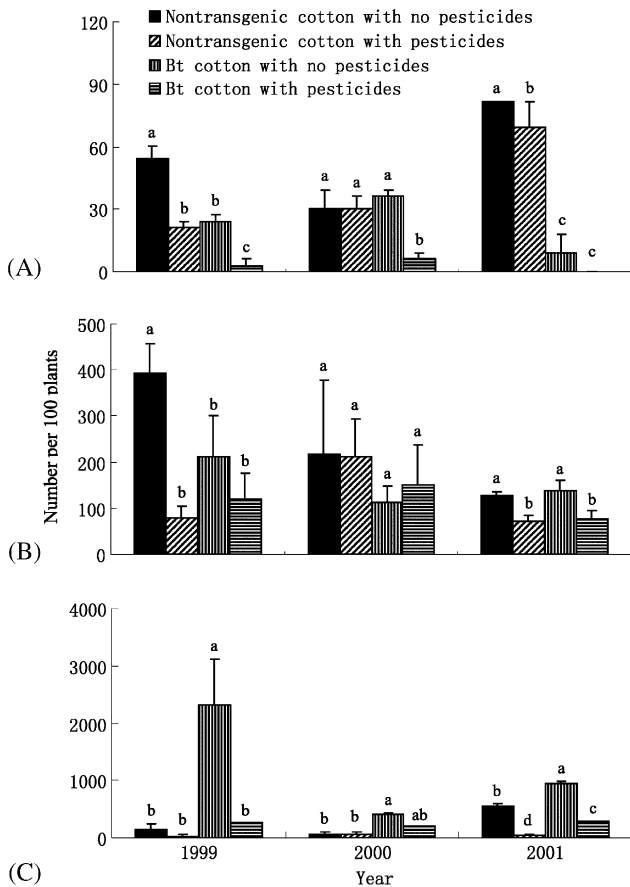 120
90
60
30
0
Nontransgenic cotton with no pesticides
Nontransgenic cotton with pesticides
Bt cotton with no pesticides
Bt cotton with pesticides
a b b c
a a a b
a b c c
(A)
Number per 100 plants
500
400
300
200
100
0
a b b b
a a a a
a b a b
(B)
4000
3000
2000
1000
0
b b a b
b b a ab
b d a c
(C)
1999 2000 2001
Year